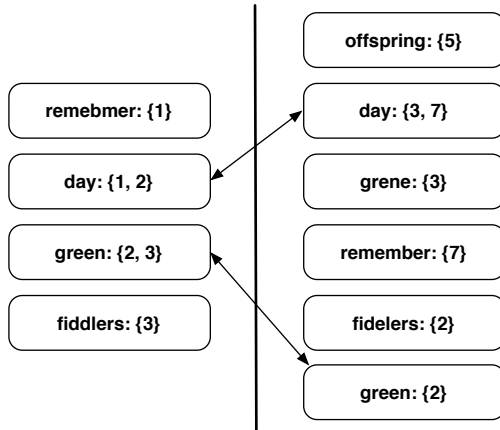 remebmer: {1}
day: {1, 2}
green: {2, 3}
fiddlers: {3}
offspring: {5}
day: {3, 7}
grene: {3}
remember: {7}
fidelers: {2}
green: {2}